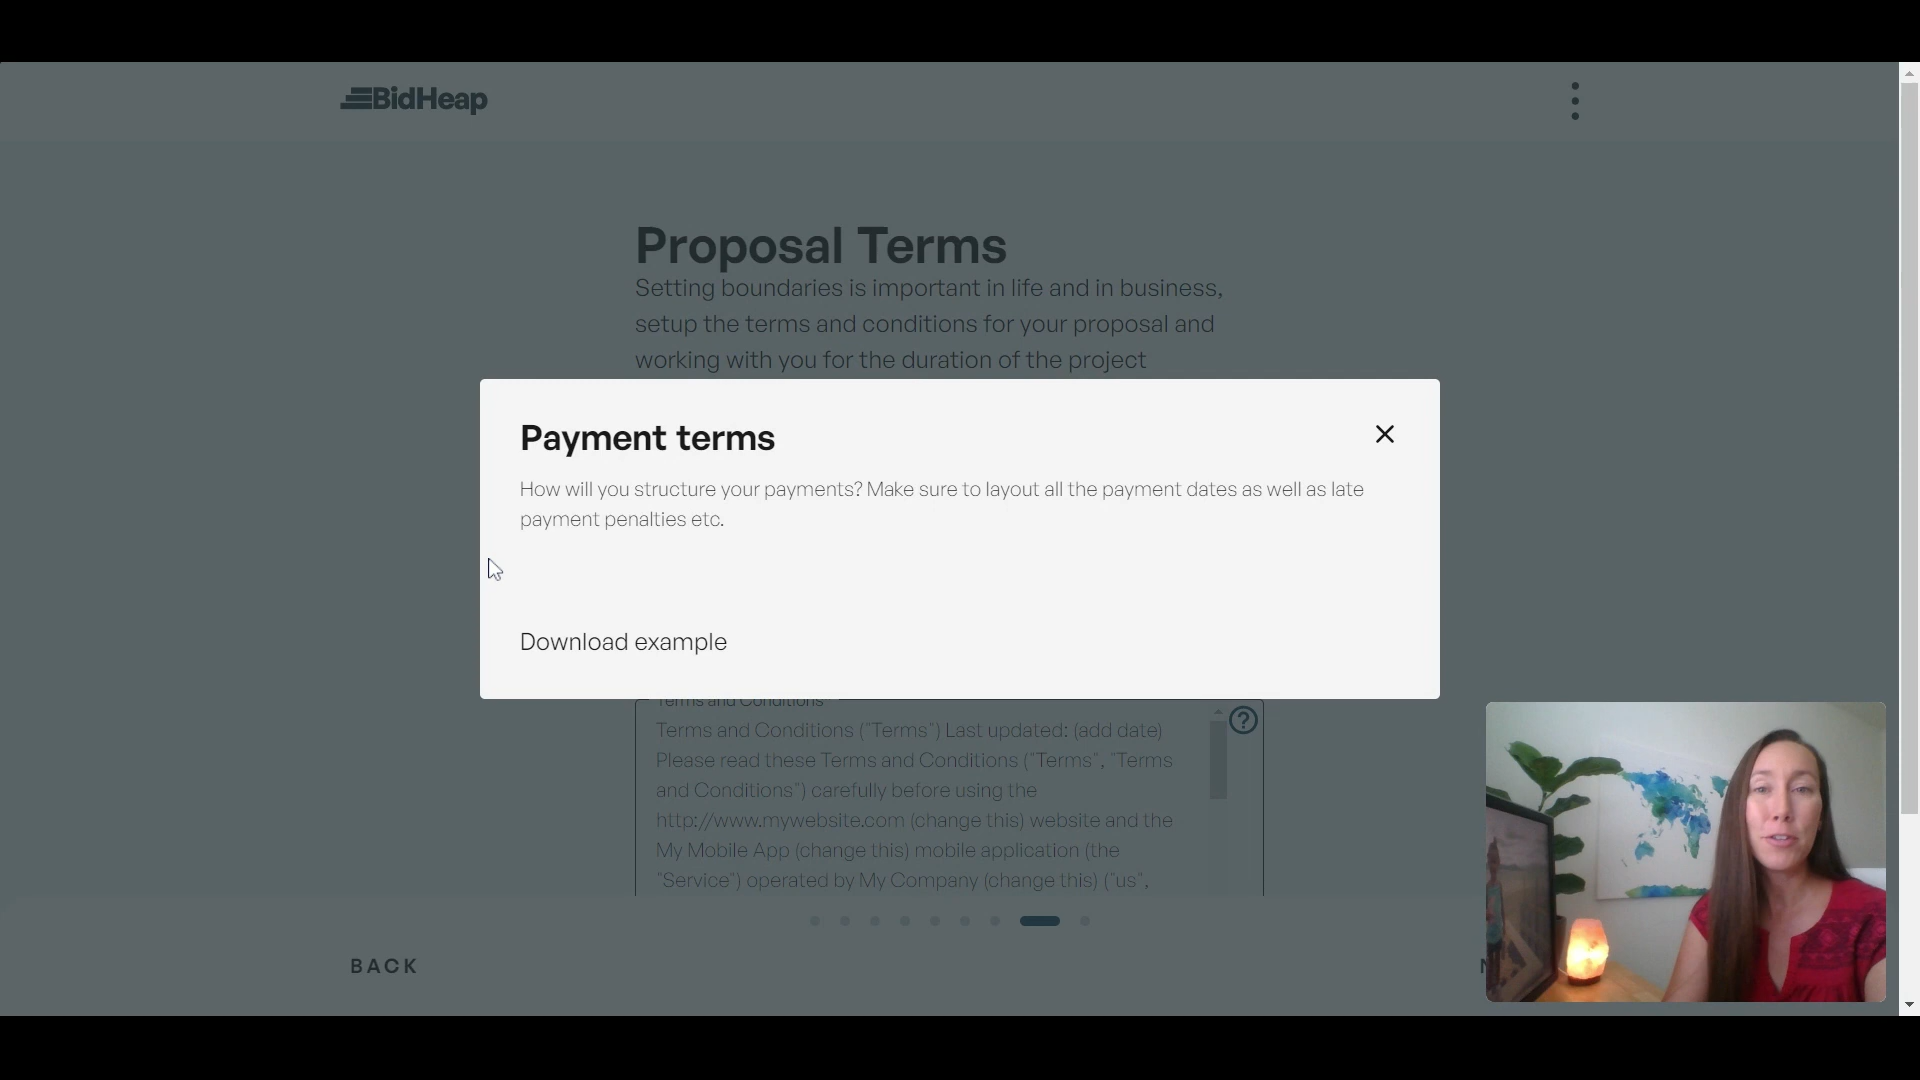 BidHeap
Proposal Terms
Setting boundaries is important in life and in business,
setup the terms and conditions for your proposal and
working with you for the duration of the project
Payment terms
How will you structure your payments? Make sure to layout all the payment dates as well as late
payment penalties etc.
Download example
Terms and Conditions
Terms and Conditions ("Terms") Last updated: (add date)
Please read these Terms and Conditions ("Terms", "Terms
and Conditions") carefully before using the
http://www.mywebsite.com (change this) website and the
My Mobile App (change this) mobile application (the
"Service") operated by My Company (change this) ("us",
BACK